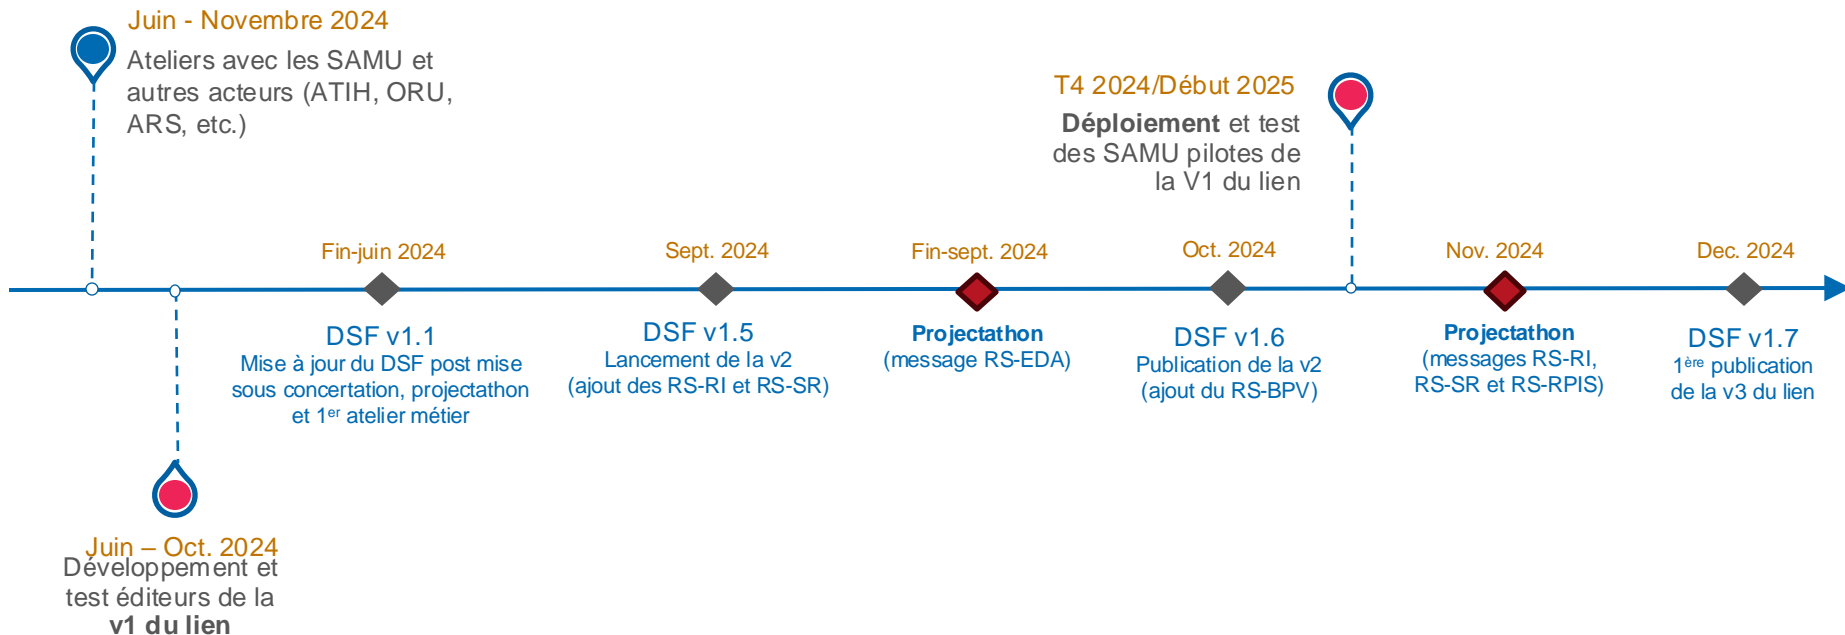 Juin - Novembre 2024
Ateliers avec les SAMU et
autres acteurs (ATIH, ORU,
ARS, etc.)
T4 2024/Début 2025
Déploiement et test
des SAMU pilotes de
la V1 du lien
Fin-juin 2024
DSF v1.1
Mise à jour du DSF post mise
sous concertation, projectathon
et 1er atelier métier
Sept. 2024
DSF v1.5
Lancement de la v2
(ajout des RS-RI et RS-SR)
Fin-sept. 2024
Projectathon
(message RS-EDA)
Oct. 2024
DSF v1.6
Publication de la v2
(ajout du RS-BPV)
Nov. 2024
Projectathon
(messages RS-RI,
RS-SR et RS-RPIS)
Dec. 2024
DSF v1.7
1ère publication
de la v3 du lien
Juin – Oct. 2024
Développement et
test éditeurs de la
v1 du lien